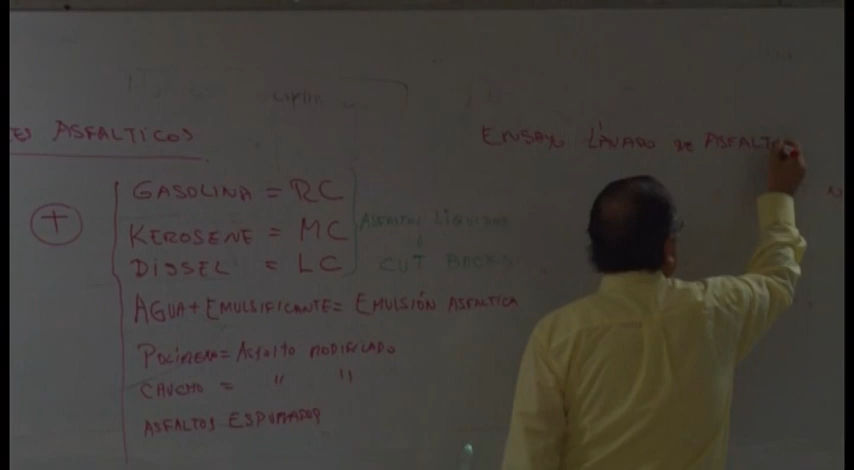 ASFALTICOS
ENSAYO LAVADO DE ASFALTO
+
GASOLINA = RC
KEROSENE = MC
DISSEL = LC
ASFALTOS LIQUIDOS
CUT BACKS
AGUA + EMULSIFICANTE = EMULSIÓN ASFALTICA
POLIMERO = ASFALTO MODIFICADO
CAUCHO = " "
ASFALTOS ESPUMADOS